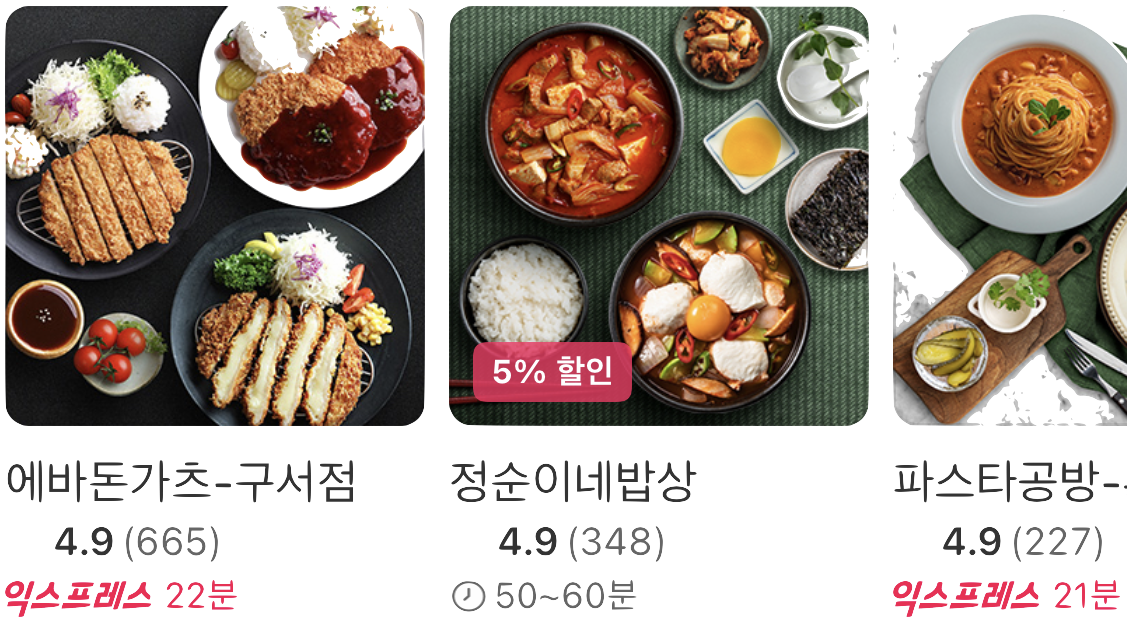 5% 할인
에바돈가츠-구서점
4.9 (665)
익스프레스 22분
정순이네밥상
4.9 (348)
50~60분
파스타공방-
4.9 (227)
익스프레스 21분